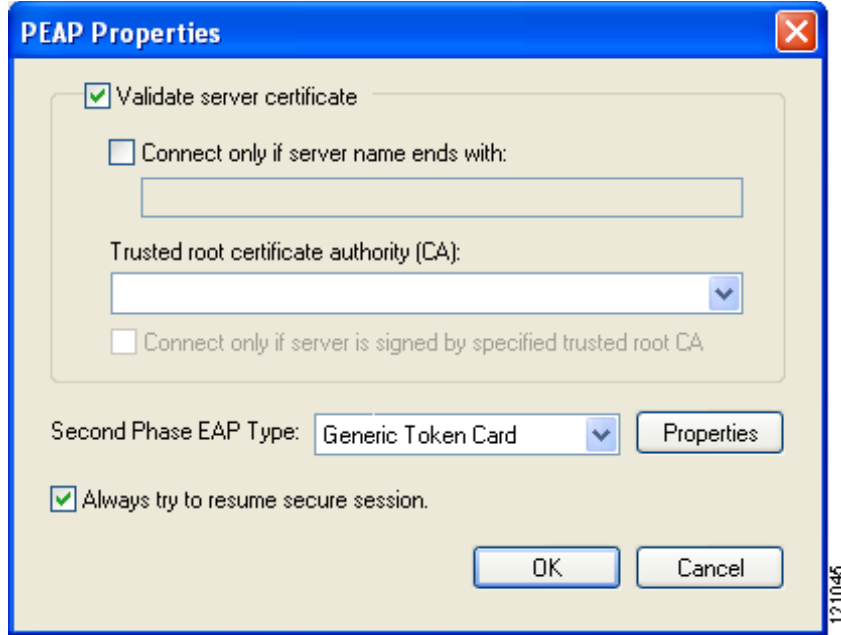 PEAP Properties
Validate server certificate
Connect only if server name ends with:
Trusted root certificate authority (CA):
Connect only if server is signed by specified trusted root CA
Second Phase EAP Type: Generic Token Card Properties
Always try to resume secure session.
OK Cancel
121045